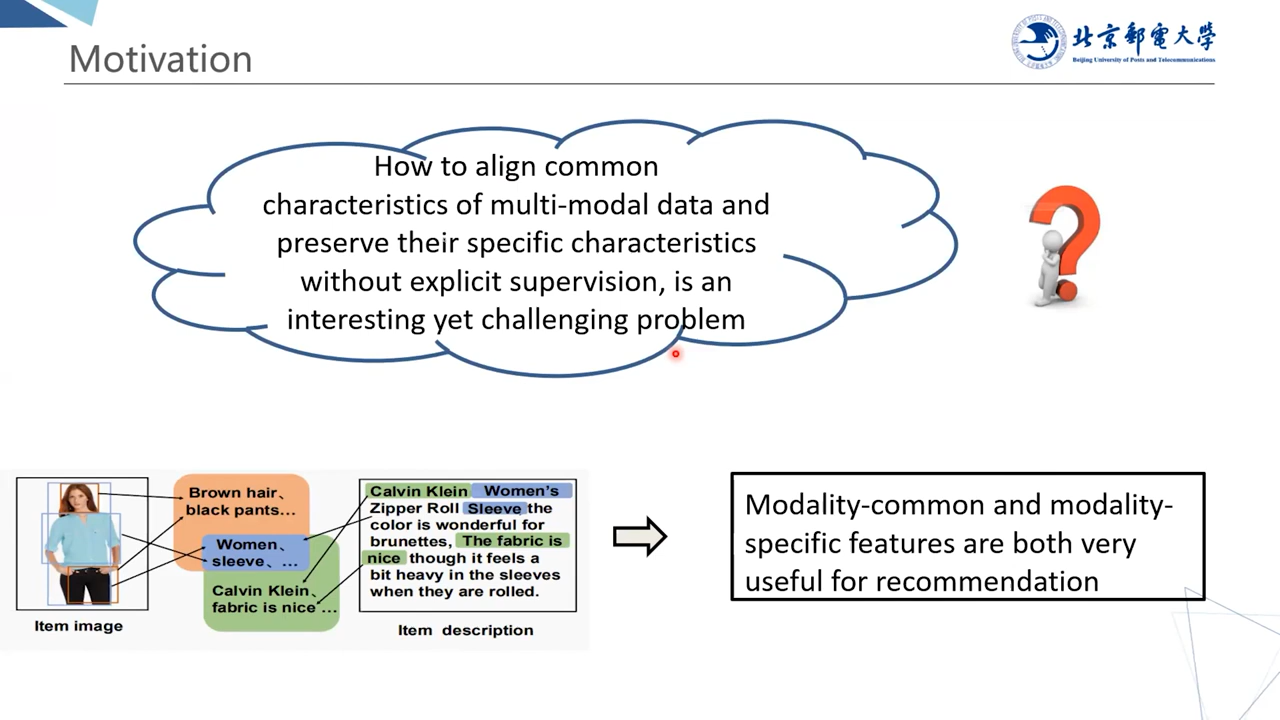 Motivation
北京郵電大學
Beijing University of Posts and Telecommunications
How to align common
characteristics of multi-modal data and
preserve their specific characteristics
without explicit supervision, is an
interesting yet challenging problem
Brown hair、
black pants...
Women、
sleeve、...
Calvin Klein、
fabric is nice ...
Item image
Calvin Klein Women's
Zipper Roll Sleeve the
color is wonderful for
brunettes, The fabric is
nice though it feels a
bit heavy in the sleeves
when they are rolled.
Item description
Modality-common and modality-
specific features are both very
useful for recommendation